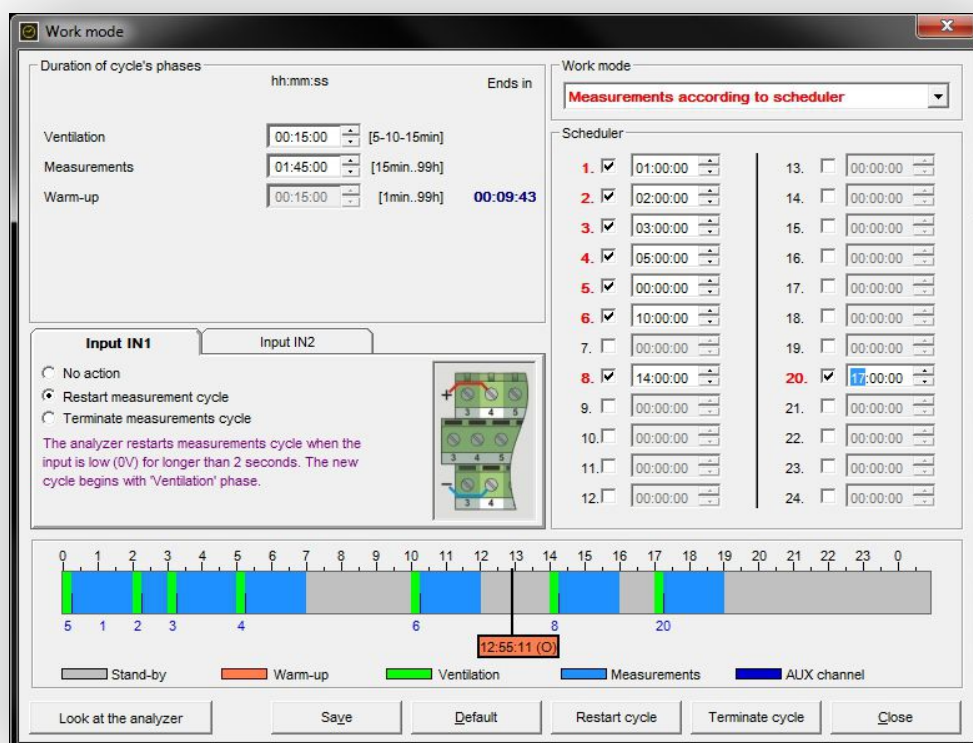 Work mode
Duration of cycle's phases
hh:mm:ss
Ends in
Ventilation 00:15:00 [5-10-15min]
Measurements 01:45:00 [15min..99h]
Warm-up 00:15:00 [1min..99h] 00:09:43
Work mode
Measurements according to scheduler
Scheduler
1. 01:00:00
2. 02:00:00
3. 03:00:00
4. 05:00:00
5. 00:00:00
6. 10:00:00
7. 00:00:00
8. 14:00:00
9. 00:00:00
10. 00:00:00
11. 00:00:00
12. 00:00:00
13. 00:00:00
14. 00:00:00
15. 00:00:00
16. 00:00:00
17. 00:00:00
18. 00:00:00
19. 00:00:00
20. 17:00:00
21. 00:00:00
22. 00:00:00
23. 00:00:00
24. 00:00:00
Input IN1
Input IN2
No action
Restart measurement cycle
Terminate measurements cycle
The analyzer restarts measurements cycle when the
input is low (0V) for longer than 2 seconds. The new
cycle begins with 'Ventilation' phase.
+
3 4 5
3 4 5
−
3 4
0 1 2 3 4 5 6 7 8 9 10 11 12 13 14 15 16 17 18 19 20 21 22 23 0
5 1 2 3 4 6 8 20
12:55:11 (O)
Stand-by Warm-up Ventilation Measurements AUX channel
Look at the analyzer Save Default Restart cycle Terminate cycle Close